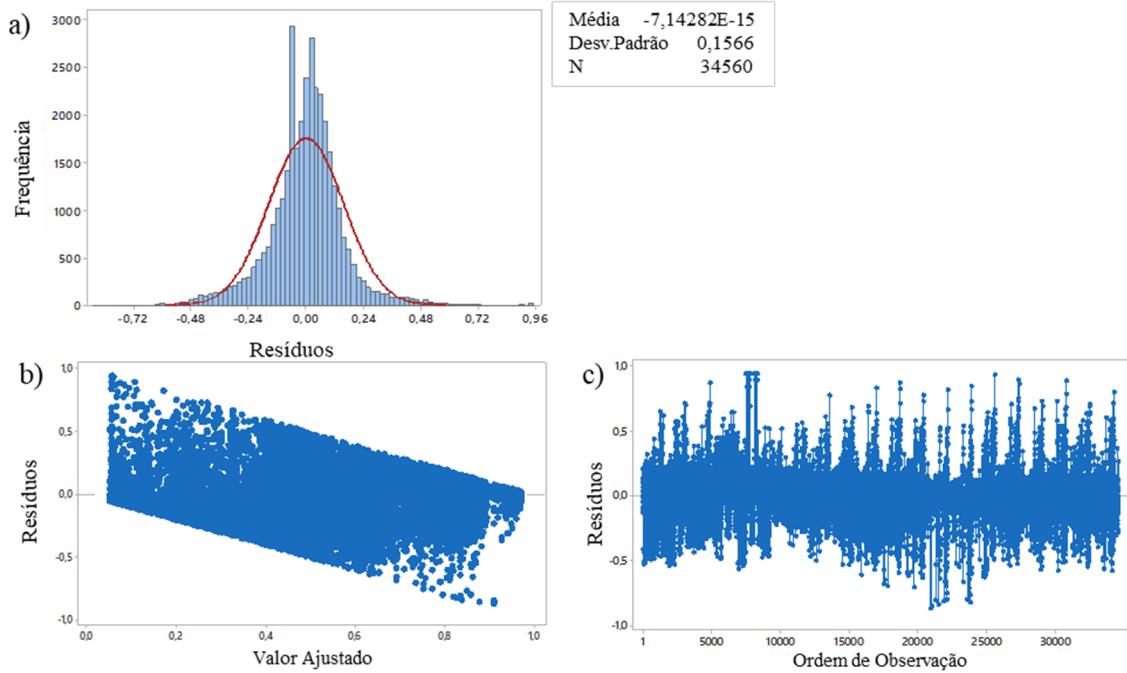 a)
3000
2500
2000
1500
1000
500
0
Frequência
-0,72 -0,48 -0,24 0,00 0,24 0,48 0,72 0,96
Resíduos
Média -7,14282E-15
Desv.Padrão 0,1566
N 34560
b)
1,0
0,5
0,0
-0,5
-1,0
Resíduos
0,0 0,2 0,4 0,6 0,8 1,0
Valor Ajustado
c)
1,0
0,5
0,0
-0,5
-1,0
Resíduos
1 5000 10000 15000 20000 25000 30000
Ordem de Observação